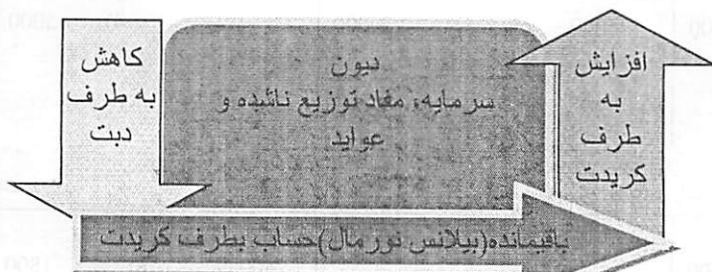 کاهش
به طرف
دبت
دیون
سرمایه، مفاد توزیع ناشده و
عواید
افزایش
به
طرف
کریدت
باقیمانده(بیلانس نورمال)حساب بطرف کریدت